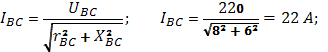 I_BC = U_BC / √(r²_BC + X²_BC); I_BC = 220 / √(8² + 6²) = 22 A;